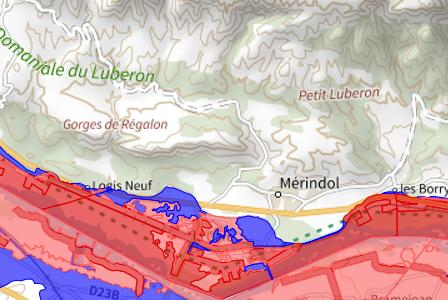 Domaniale du Luberon
Petit Luberon
Gorges de Régalon
Logis Neuf
Mérindol
les Borry
D23B